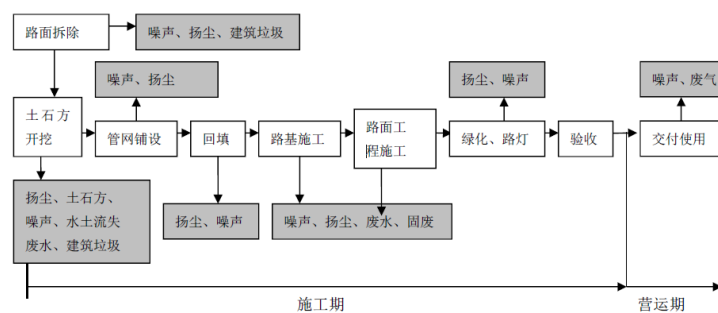 路面拆除
噪声、扬尘、建筑垃圾
噪声、扬尘
扬尘、噪声
噪声、废气
土石方
开挖
管网铺设
回填
路基施工
路面工
程施工
绿化、路灯
验收
交付使用
扬尘、土石方、
噪声、水土流失
废水、建筑垃圾
扬尘、噪声
噪声、扬尘、废水、固废
施工期
营运期